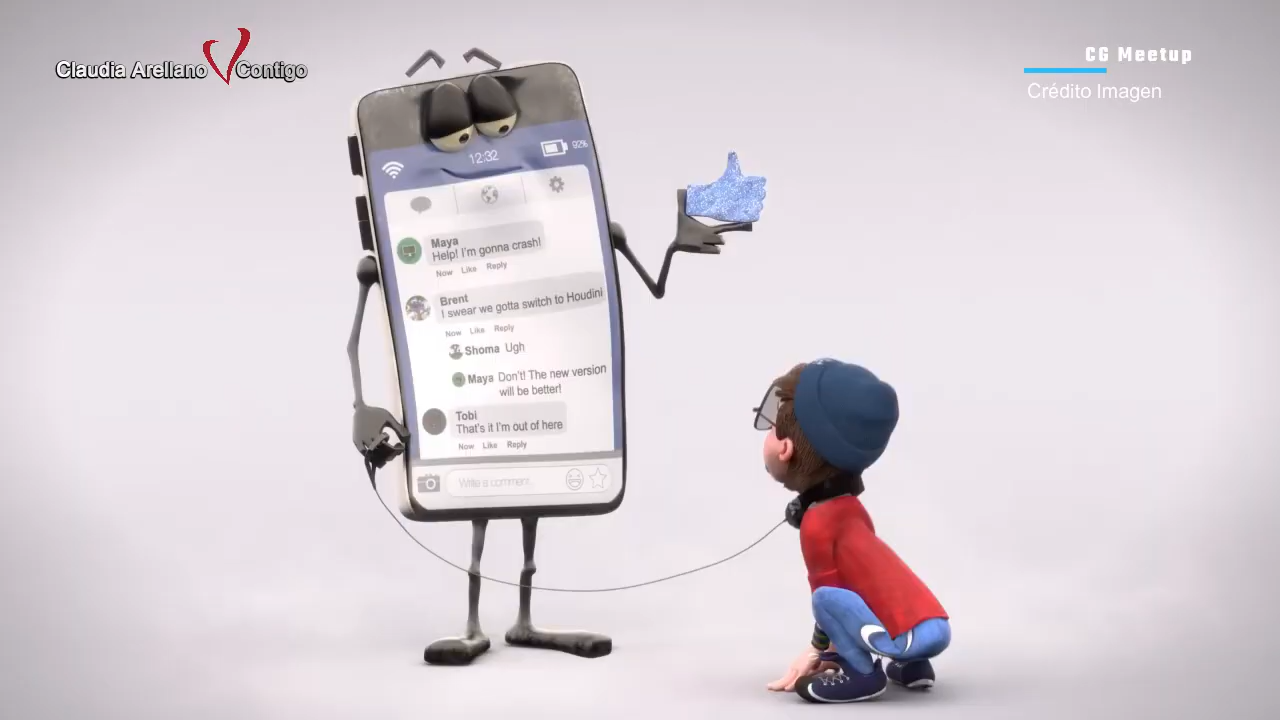 Claudia Arellano Contigo
CG Meetup
Crédito Imagen
12:32
92%
Maya
Help! I'm gonna crash!
Now Like Reply
Brent
I swear we gotta switch to Houdini
Now Like Reply
Shoma Ugh
Maya Don't! The new version
will be better!
Tobi
That's it I'm out of here
Now Like Reply
Write a comment...